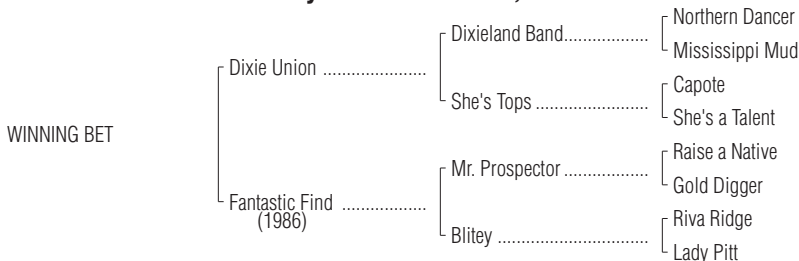 Northern Dancer
Dixieland Band..................
Mississippi Mud
Dixie Union ......................
Capote
She's Tops ........................
She's a Talent
WINNING BET
Raise a Native
Mr. Prospector ..................
Gold Digger
Fantastic Find ..................
(1986)
Riva Ridge
Blitey ................................
Lady Pitt